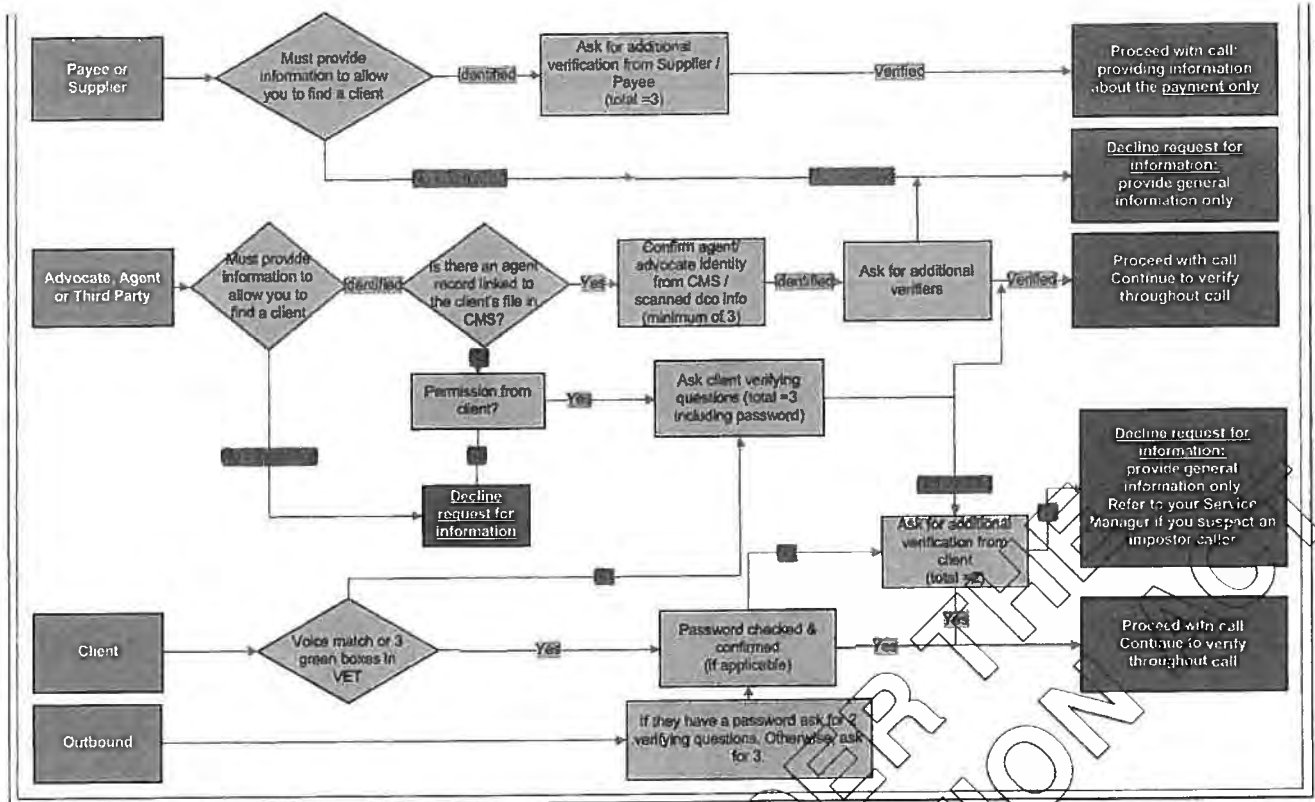 Payee or
Supplier
Must provide
information to allow
you to find a client
Identified
Ask for additional
verification from Supplier /
Payee
(total =3)
Verified
Proceed with call:
providing information
about the payment only
Decline request for
information:
provide general
information only
Advocate, Agent
or Third Party
Must provide
information to
allow you to
find a client
Identified
Is there an agent
record linked to
the client's file in
CMS?
Yes
Confirm agent/
advocate identity
from CMS /
scanned dco info
(minimum of 3)
Identified
Ask for additional
verifiers
Verified
Proceed with call
Continue to verify
throughout call
Permission from
client?
Yes
Ask client verifying
questions (total =3
including password)
Decline
request for
information
Decline request for
information:
provide general
information only
Refer to your Service
Manager if you suspect an
impostor caller
Ask for additional
verification from
client
(total =2)
Yes
Client
Voice match or 3
green boxes in
VET
Yes
Password checked &
confirmed
(if applicable)
Yes
Proceed with call
Continue to verify
throughout call
Outbound
If they have a password ask for 2
verifying questions. Otherwise, ask
for 3.